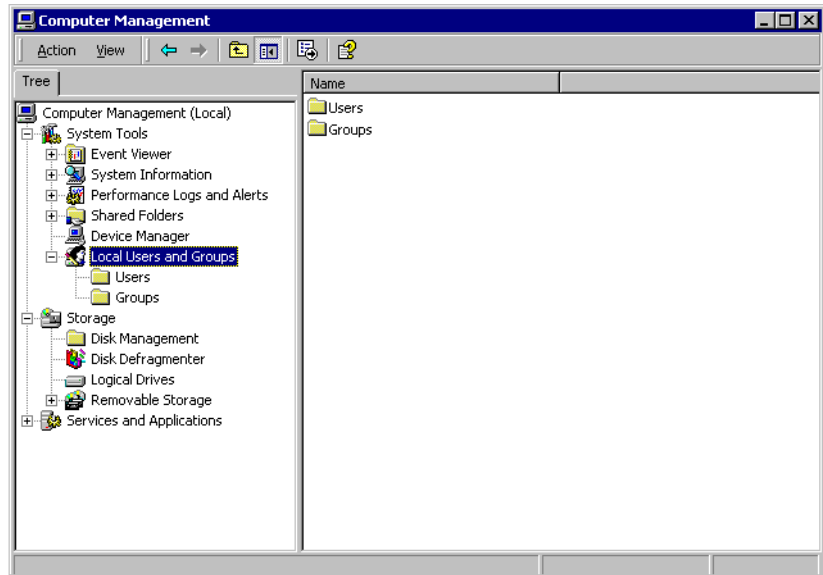 Computer Management
Action View
Tree
Name
Computer Management (Local)
System Tools
Event Viewer
System Information
Performance Logs and Alerts
Shared Folders
Device Manager
Local Users and Groups
Users
Groups
Storage
Disk Management
Disk Defragmenter
Logical Drives
Removable Storage
Services and Applications
Users
Groups